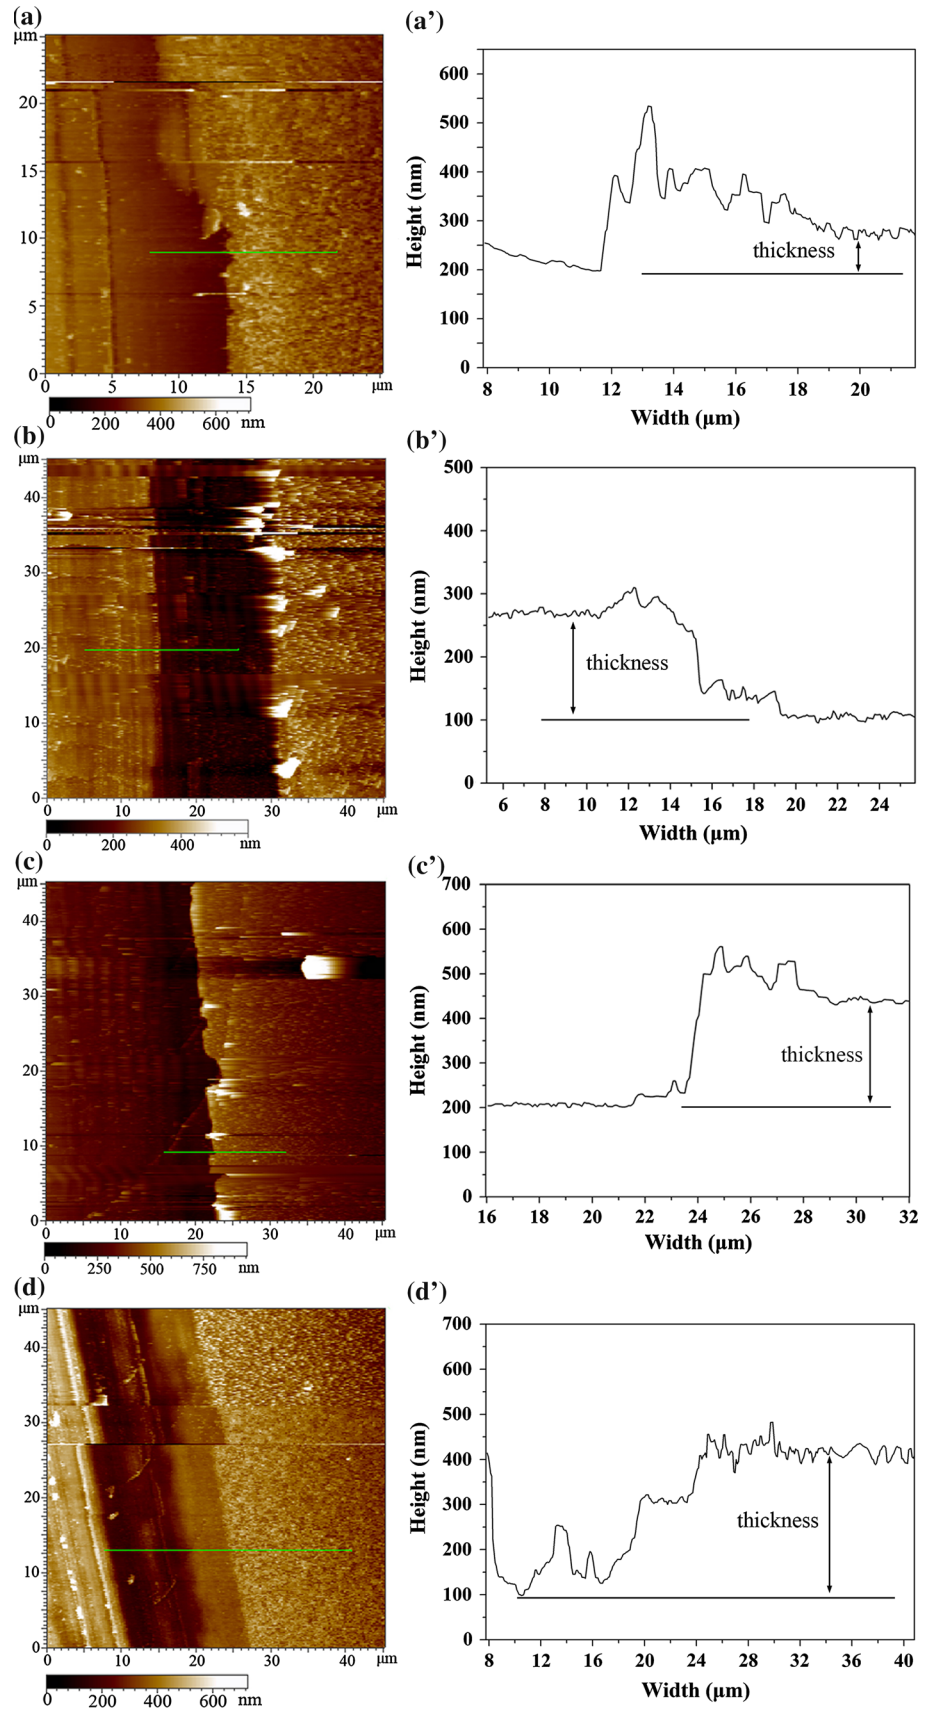 (a)
μm
20
15
10
5
0
0 5 10 15 20 μm
0 200 400 600 nm
(a')
600
500
400
300
200
100
0
Height (nm)
thickness
8 10 12 14 16 18 20
Width (μm)
(b)
μm
40
30
20
10
0
0 10 20 30 40 μm
0 200 400 nm
(b')
500
400
300
200
100
0
Height (nm)
thickness
6 8 10 12 14 16 18 20 22 24
Width (μm)
(c)
μm
40
30
20
10
0
0 10 20 30 40 μm
0 250 500 750 nm
(c')
700
600
500
400
300
200
100
0
Height (nm)
thickness
16 18 20 22 24 26 28 30 32
Width (μm)
(d)
μm
40
30
20
10
0
0 10 20 30 40 μm
0 200 400 600 nm
(d')
700
600
500
400
300
200
100
0
Height (nm)
thickness
8 12 16 20 24 28 32 36 40
Width (μm)